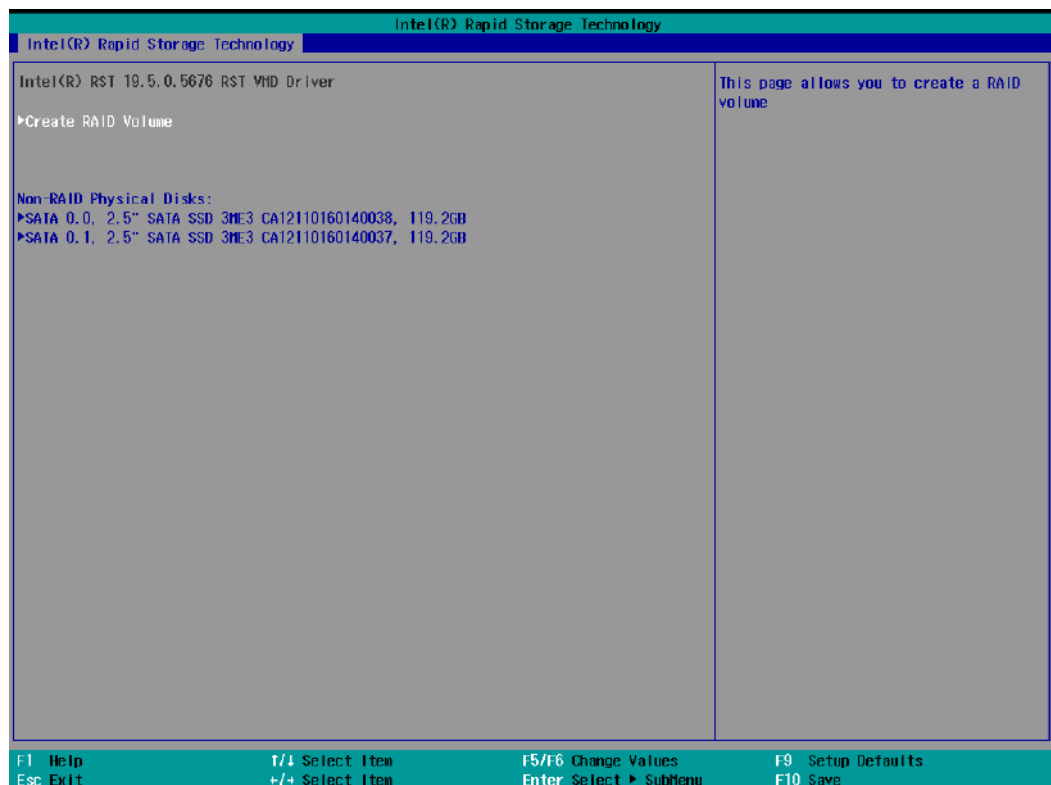 Intel(R) Rapid Storage Technology
Intel(R) Rapid Storage Technology
Intel(R) RST 19.5.0.5676 RST VMD Driver
This page allows you to create a RAID
volume
▶Create RAID Volume
Non-RAID Physical Disks:
▶SATA 0.0, 2.5" SATA SSD 3ME3 CA12110160140038, 119.2GB
▶SATA 0.1, 2.5" SATA SSD 3ME3 CA12110160140037, 119.2GB
F1 Help ↑/↓ Select Item F5/F6 Change Values F9 Setup Defaults
Esc Exit ←/→ Select Item Enter Select ▶ SubMenu F10 Save